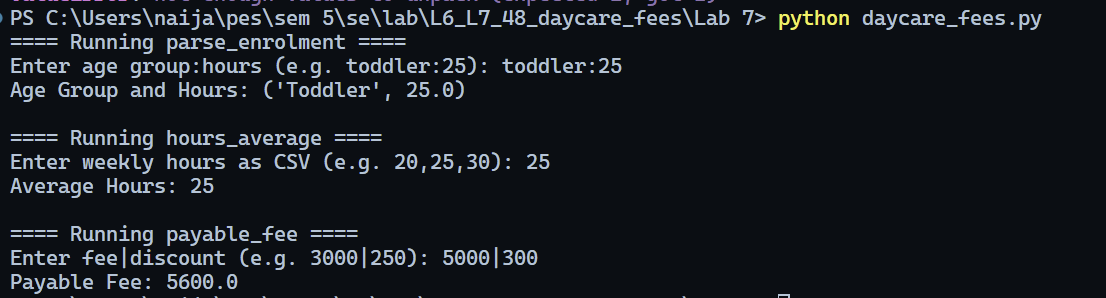 PS C:\Users\naija\pes\sem 5\se\lab\L6_L7_48_daycare_fees\Lab 7> python daycare_fees.py
==== Running parse_enrolment ====
Enter age group:hours (e.g. toddler:25): toddler:25
Age Group and Hours: ('Toddler', 25.0)
==== Running hours_average ====
Enter weekly hours as CSV (e.g. 20,25,30): 25
Average Hours: 25
==== Running payable_fee ====
Enter fee|discount (e.g. 3000|250): 5000|300
Payable Fee: 5600.0